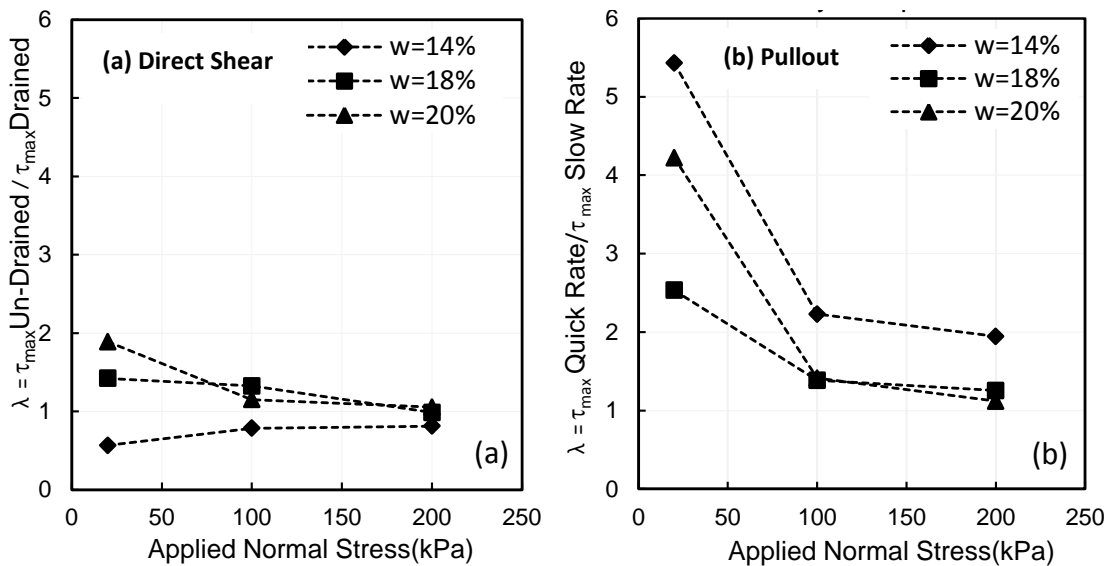 (a) Direct Shear
w=14%
w=18%
w=20%
λ = τmaxUn-Drained / τmaxDrained
6
5
4
3
2
1
0
0 50 100 150 200 250
Applied Normal Stress(kPa)
(a)
(b) Pullout
w=14%
w=18%
w=20%
λ = τmax Quick Rate/τmax Slow Rate
6
5
4
3
2
1
0
0 50 100 150 200 250
Applied Normal Stress(kPa)
(b)